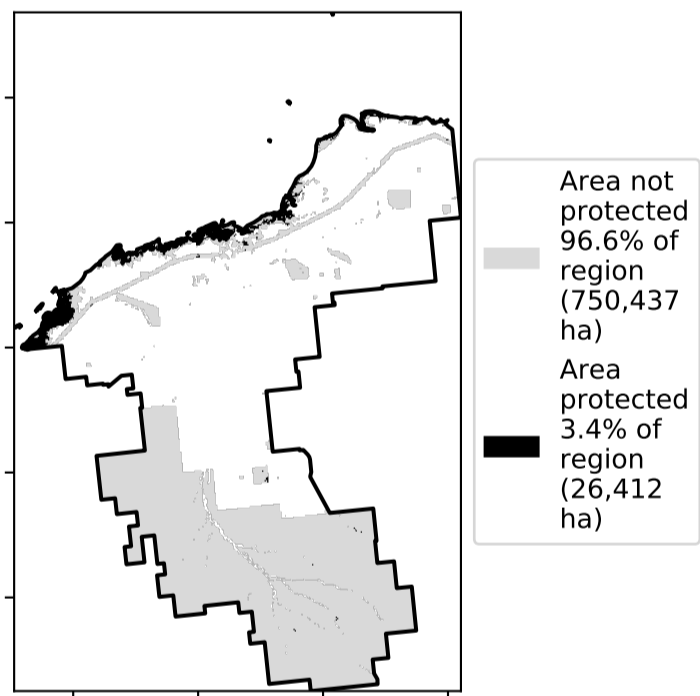 Area not
protected
96.6% of
region
(750,437
ha)
Area
protected
3.4% of
region
(26,412
ha)